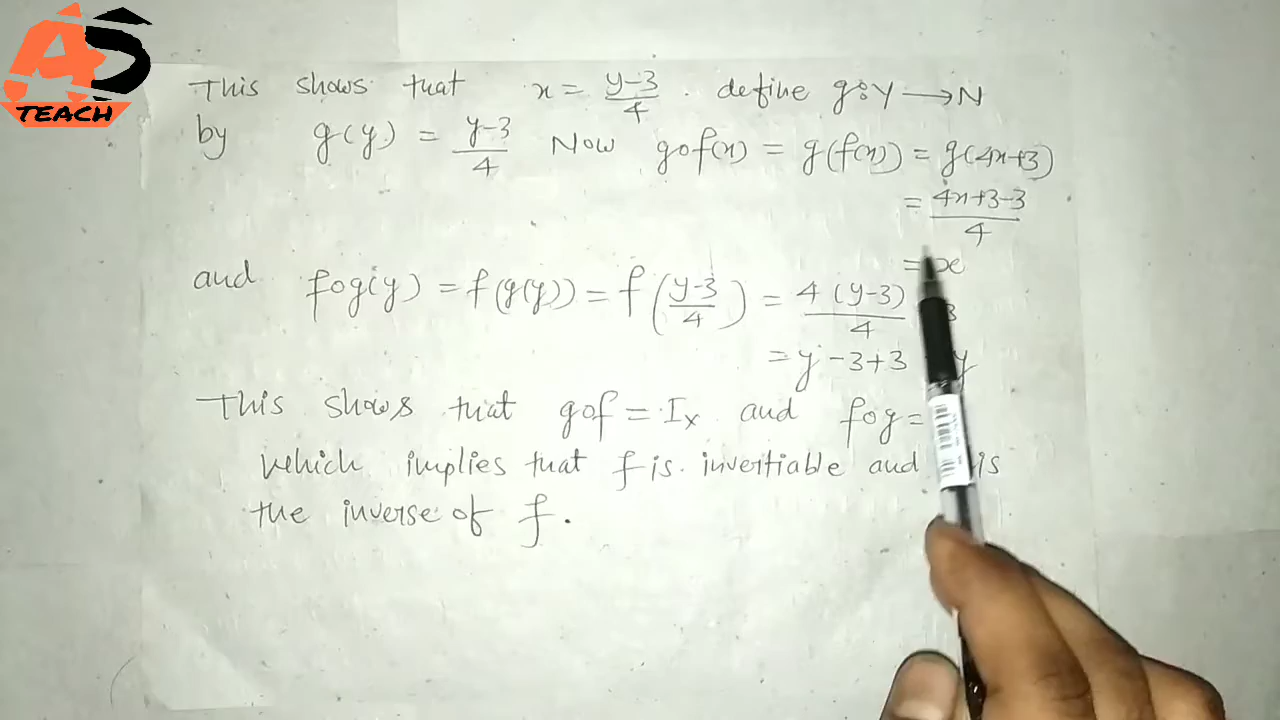 AS
TEACH
This shows that x = y-3/4 . define g:Y→N
by g(y) = y-3/4 Now gof(x) = g(f(x)) = g(4x+3)
= 4x+3-3/4
= x
and fog(y) = f(g(y)) = f(y-3/4) = 4(y-3)/4 3
= y-3+3 y
This shows that gof = Ix and fog =
which implies that f is invertiable and is
the inverse of f.